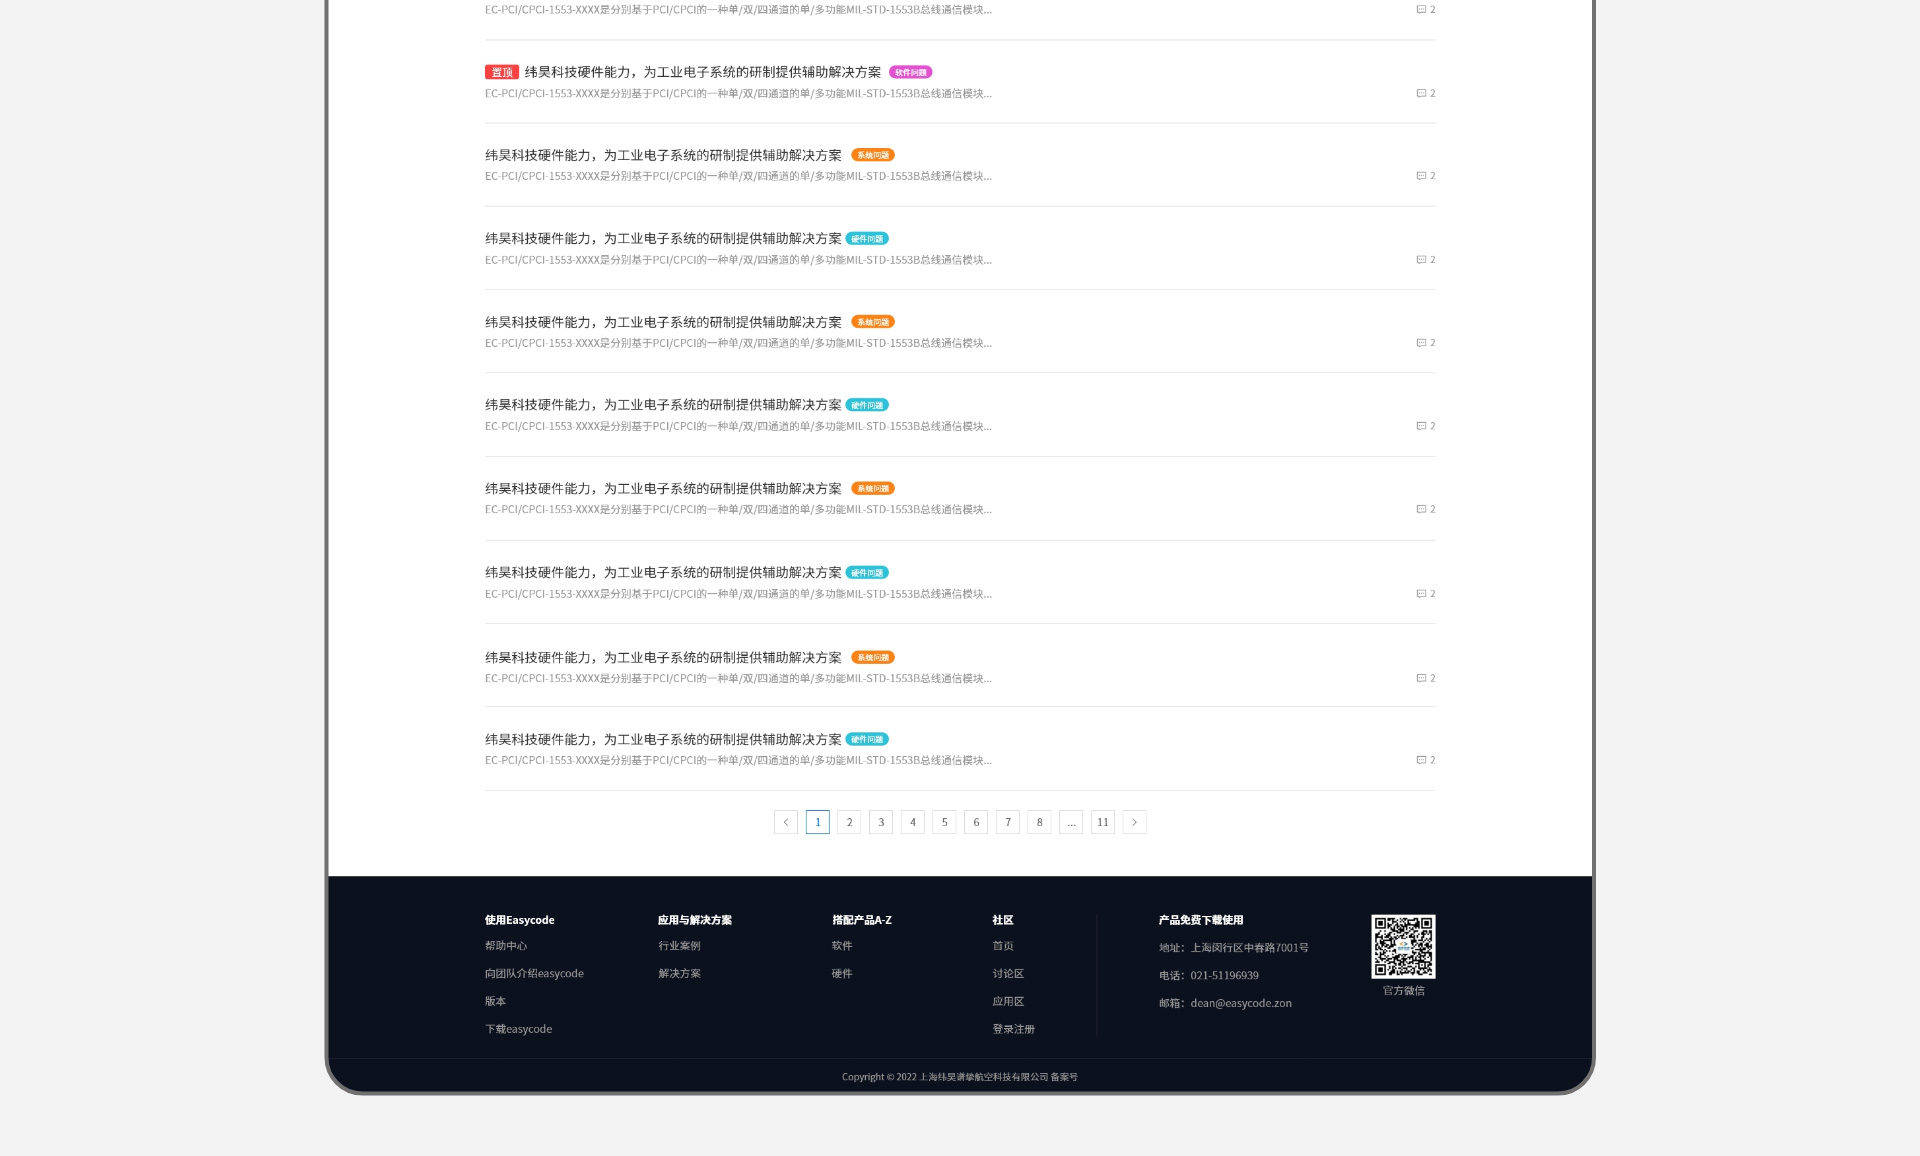 EC-PCI/CPCI-1553-XXXX是分别基于PCI/CPCI的一种单/双/四通道的单/多功能MIL-STD-1553B总线通信模块... 2
置顶 纬昊科技硬件能力，为工业电子系统的研制提供辅助解决方案 软件问题
EC-PCI/CPCI-1553-XXXX是分别基于PCI/CPCI的一种单/双/四通道的单/多功能MIL-STD-1553B总线通信模块... 2
纬昊科技硬件能力，为工业电子系统的研制提供辅助解决方案 系统问题
EC-PCI/CPCI-1553-XXXX是分别基于PCI/CPCI的一种单/双/四通道的单/多功能MIL-STD-1553B总线通信模块... 2
纬昊科技硬件能力，为工业电子系统的研制提供辅助解决方案 硬件问题
EC-PCI/CPCI-1553-XXXX是分别基于PCI/CPCI的一种单/双/四通道的单/多功能MIL-STD-1553B总线通信模块... 2
纬昊科技硬件能力，为工业电子系统的研制提供辅助解决方案 系统问题
EC-PCI/CPCI-1553-XXXX是分别基于PCI/CPCI的一种单/双/四通道的单/多功能MIL-STD-1553B总线通信模块... 2
纬昊科技硬件能力，为工业电子系统的研制提供辅助解决方案 硬件问题
EC-PCI/CPCI-1553-XXXX是分别基于PCI/CPCI的一种单/双/四通道的单/多功能MIL-STD-1553B总线通信模块... 2
纬昊科技硬件能力，为工业电子系统的研制提供辅助解决方案 系统问题
EC-PCI/CPCI-1553-XXXX是分别基于PCI/CPCI的一种单/双/四通道的单/多功能MIL-STD-1553B总线通信模块... 2
纬昊科技硬件能力，为工业电子系统的研制提供辅助解决方案 硬件问题
EC-PCI/CPCI-1553-XXXX是分别基于PCI/CPCI的一种单/双/四通道的单/多功能MIL-STD-1553B总线通信模块... 2
纬昊科技硬件能力，为工业电子系统的研制提供辅助解决方案 系统问题
EC-PCI/CPCI-1553-XXXX是分别基于PCI/CPCI的一种单/双/四通道的单/多功能MIL-STD-1553B总线通信模块... 2
纬昊科技硬件能力，为工业电子系统的研制提供辅助解决方案 硬件问题
EC-PCI/CPCI-1553-XXXX是分别基于PCI/CPCI的一种单/双/四通道的单/多功能MIL-STD-1553B总线通信模块... 2
1 2 3 4 5 6 7 8 ... 11
使用Easycode
帮助中心
向团队介绍easycode
版本
下载easycode
应用与解决方案
行业案例
解决方案
搭配产品A-Z
软件
硬件
社区
首页
讨论区
应用区
登录注册
产品免费下载使用
地址：上海闵行区中春路7001号
电话：021-51196939
邮箱：dean@easycode.zon
官方微信
Copyright © 2022 上海纬昊谱挚航空科技有限公司 备案号